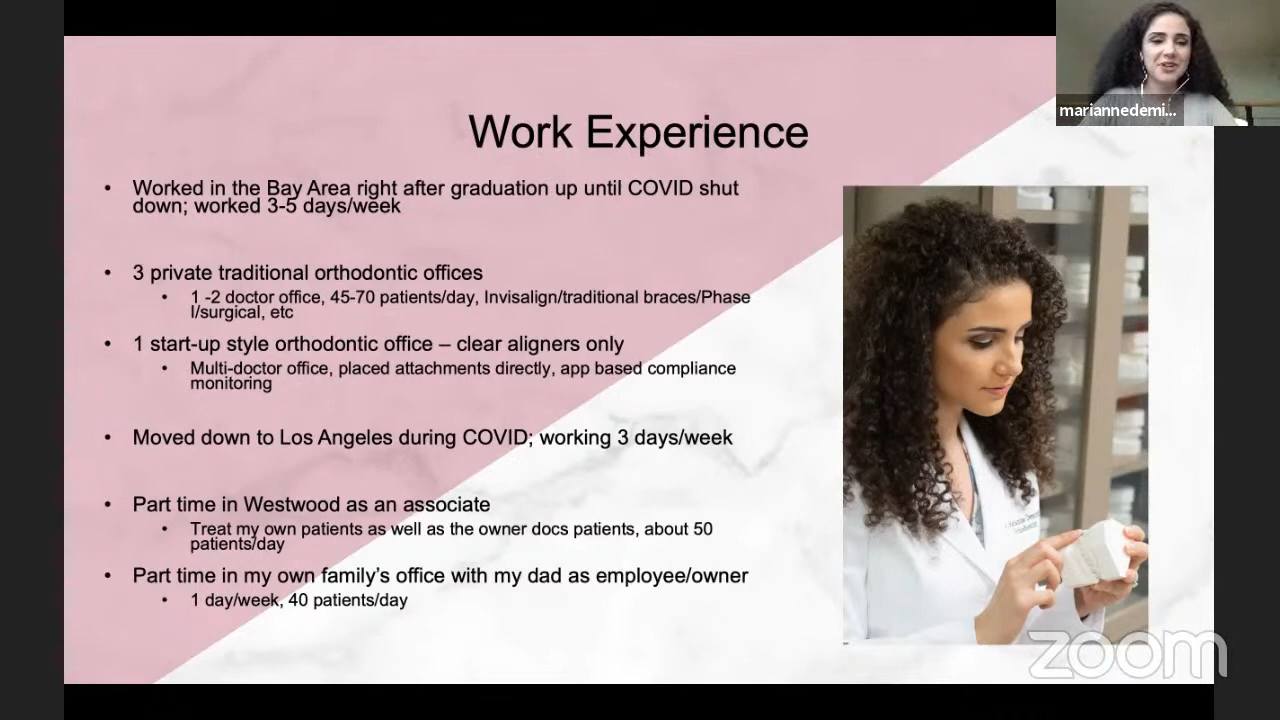 mariannedemi...
Work Experience
• Worked in the Bay Area right after graduation up until COVID shut
down; worked 3-5 days/week
• 3 private traditional orthodontic offices
• 1 -2 doctor office, 45-70 patients/day, Invisalign/traditional braces/Phase
I/surgical, etc
• 1 start-up style orthodontic office – clear aligners only
• Multi-doctor office, placed attachments directly, app based compliance
monitoring
• Moved down to Los Angeles during COVID; working 3 days/week
• Part time in Westwood as an associate
• Treat my own patients as well as the owner docs patients, about 50
patients/day
• Part time in my own family’s office with my dad as employee/owner
• 1 day/week, 40 patients/day
zoom